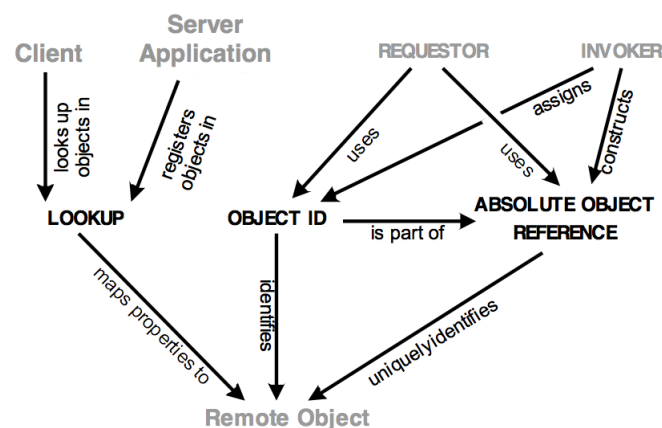 Client
Server
Application
REQUESTOR
INVOKER
looks up
objects in
registers
objects in
uses
assigns
uses
constructs
LOOKUP
OBJECT ID
is part of
ABSOLUTE OBJECT
REFERENCE
maps properties to
identifies
uniquelyidentifies
Remote Object